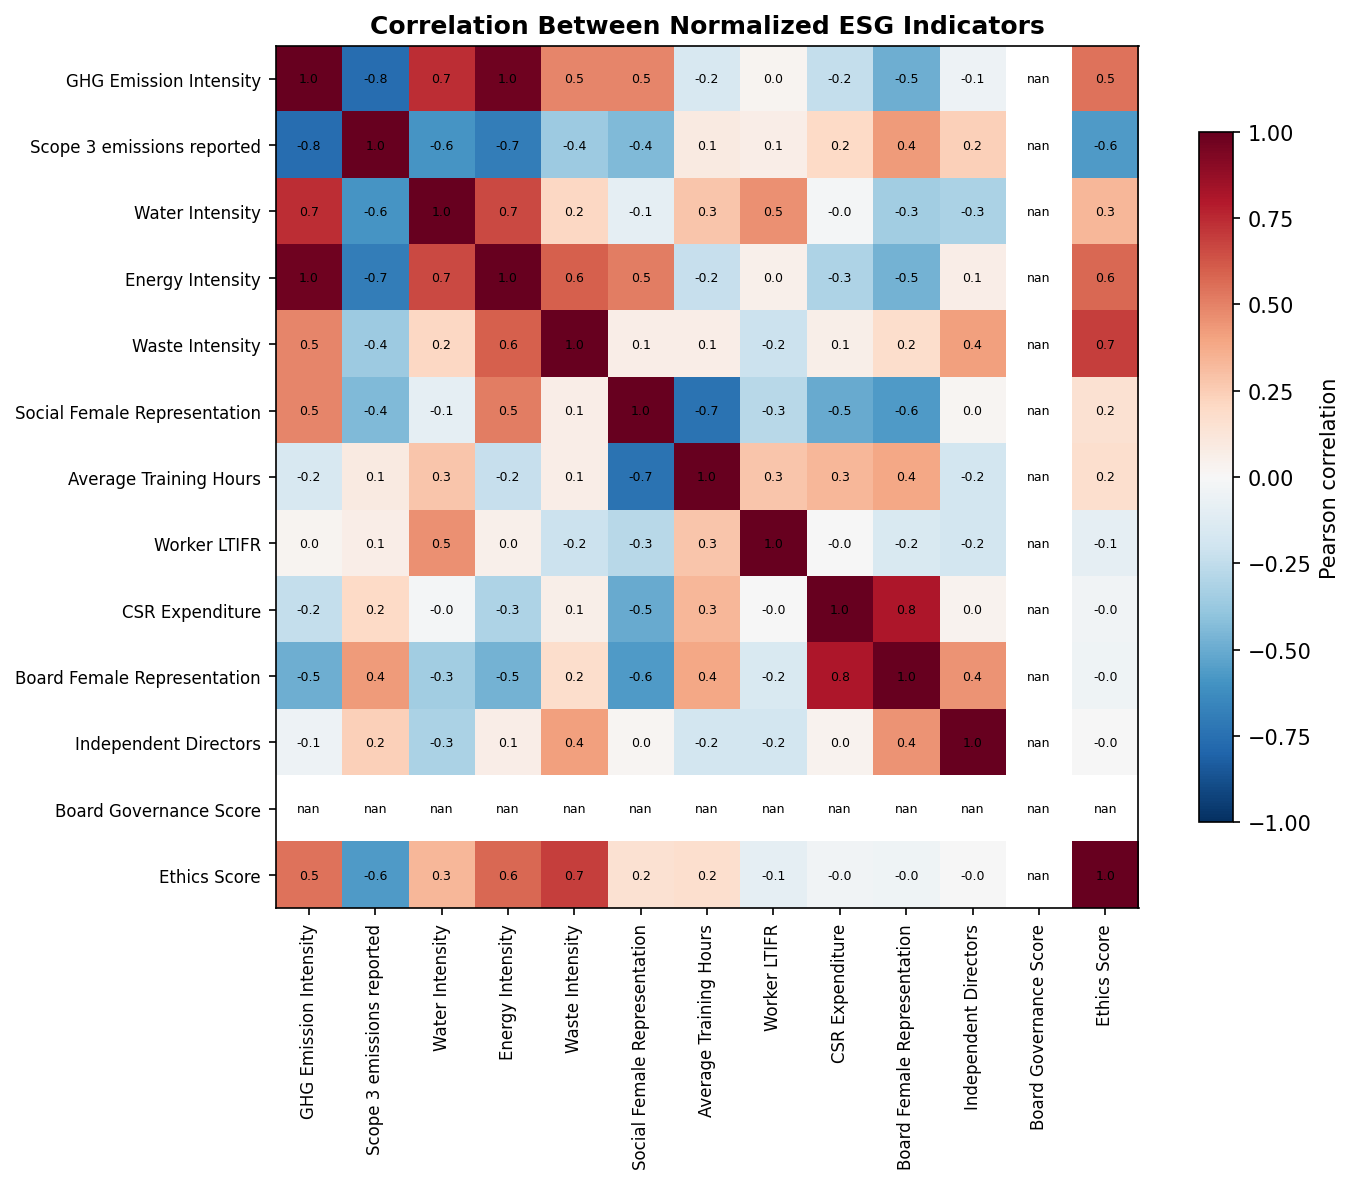 Correlation Between Normalized ESG Indicators
GHG Emission Intensity 1.0 -0.8 0.7 1.0 0.5 0.5 -0.2 0.0 -0.2 -0.5 -0.1 nan 0.5
Scope 3 emissions reported -0.8 1.0 -0.6 -0.7 -0.4 -0.4 0.1 0.1 0.2 0.4 0.2 nan -0.6
Water Intensity 0.7 -0.6 1.0 0.7 0.2 -0.1 0.3 0.5 -0.0 -0.3 -0.3 nan 0.3
Energy Intensity 1.0 -0.7 0.7 1.0 0.6 0.5 -0.2 0.0 -0.3 -0.5 0.1 nan 0.6
Waste Intensity 0.5 -0.4 0.2 0.6 1.0 0.1 0.1 -0.2 0.1 0.2 0.4 nan 0.7
Social Female Representation 0.5 -0.4 -0.1 0.5 0.1 1.0 -0.7 -0.3 -0.5 -0.6 0.0 nan 0.2
Average Training Hours -0.2 0.1 0.3 -0.2 0.1 -0.7 1.0 0.3 0.3 0.4 -0.2 nan 0.2
Worker LTIFR 0.0 0.1 0.5 0.0 -0.2 -0.3 0.3 1.0 -0.0 -0.2 -0.2 nan -0.1
CSR Expenditure -0.2 0.2 -0.0 -0.3 0.1 -0.5 0.3 -0.0 1.0 0.8 0.0 nan -0.0
Board Female Representation -0.5 0.4 -0.3 -0.5 0.2 -0.6 0.4 -0.2 0.8 1.0 0.4 nan -0.0
Independent Directors -0.1 0.2 -0.3 0.1 0.4 0.0 -0.2 -0.2 0.0 0.4 1.0 nan -0.0
Board Governance Score nan nan nan nan nan nan nan nan nan nan nan nan nan
Ethics Score 0.5 -0.6 0.3 0.6 0.7 0.2 0.2 -0.1 -0.0 -0.0 -0.0 nan 1.0
GHG Emission Intensity
Scope 3 emissions reported
Water Intensity
Energy Intensity
Waste Intensity
Social Female Representation
Average Training Hours
Worker LTIFR
CSR Expenditure
Board Female Representation
Independent Directors
Board Governance Score
Ethics Score
1.00
0.75
0.50
0.25
0.00
−0.25
−0.50
−0.75
−1.00
Pearson correlation